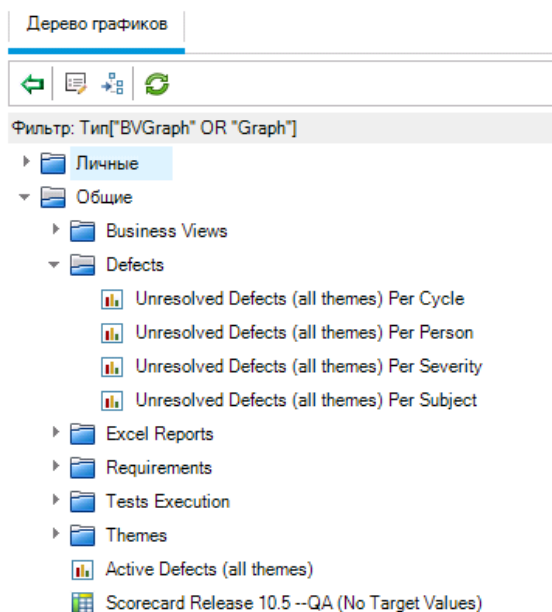 Дерево графиков
Фильтр: Тип["BVGraph" OR "Graph"]
Личные
Общие
Business Views
Defects
Unresolved Defects (all themes) Per Cycle
Unresolved Defects (all themes) Per Person
Unresolved Defects (all themes) Per Severity
Unresolved Defects (all themes) Per Subject
Excel Reports
Requirements
Tests Execution
Themes
Active Defects (all themes)
Scorecard Release 10.5 --QA (No Target Values)